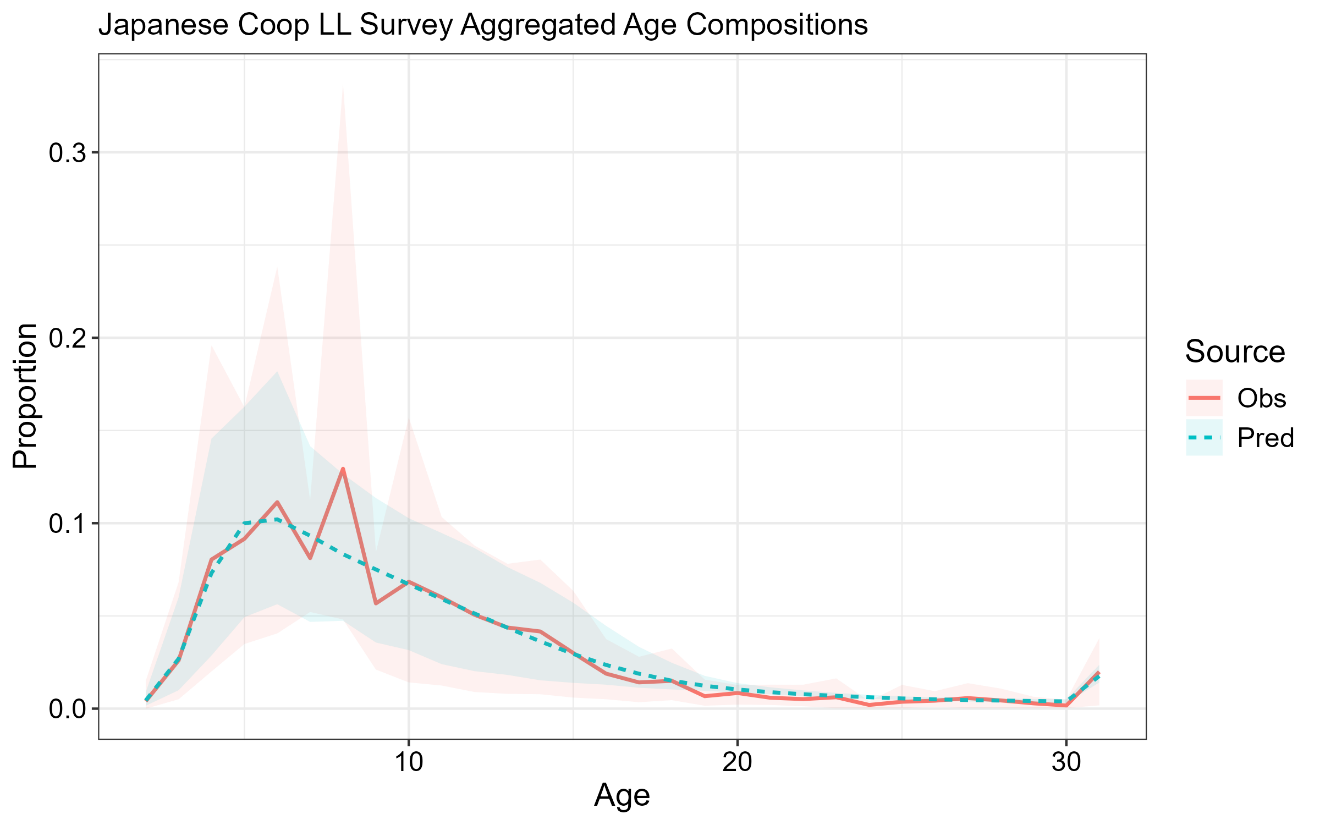 Japanese Coop LL Survey Aggregated Age Compositions
Proportion
0.3
0.2
0.1
0.0
10 20 30
Age
Source
Obs
Pred